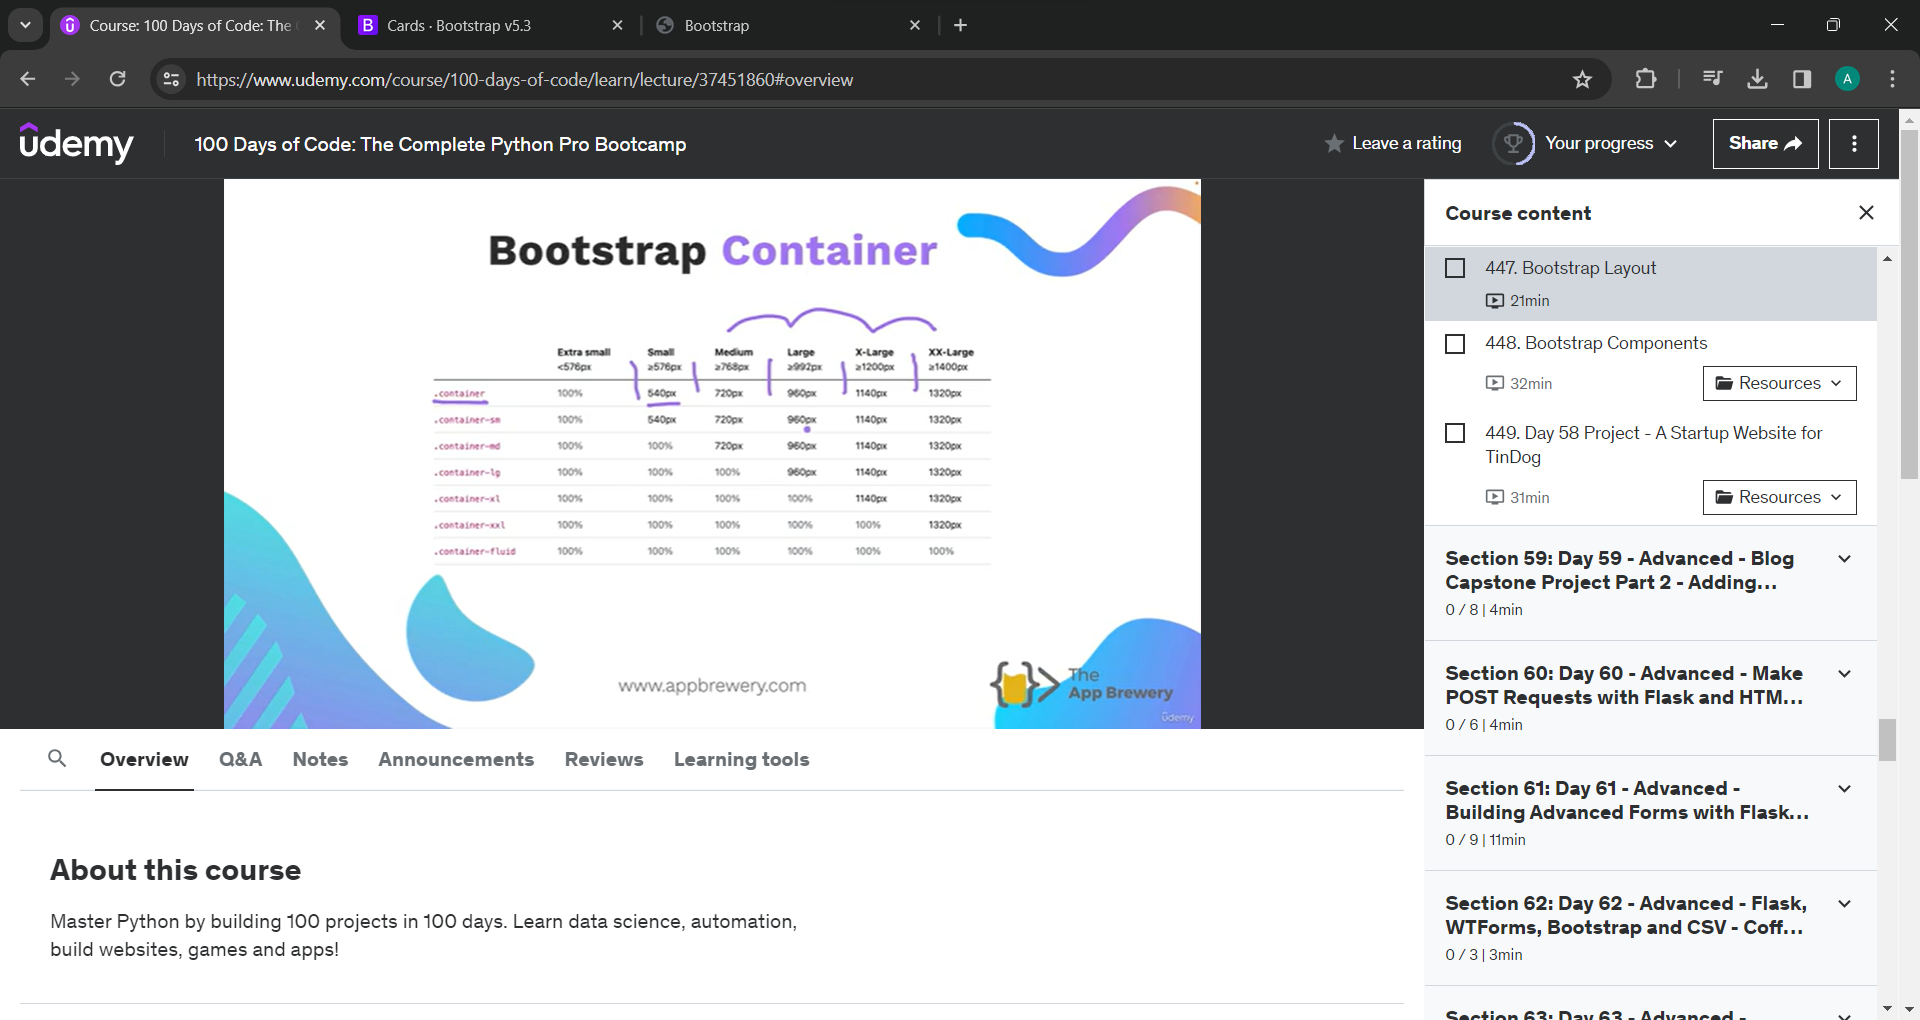 Course: 100 Days of Code: The
Cards · Bootstrap v5.3
Bootstrap
https://www.udemy.com/course/100-days-of-code/learn/lecture/37451860#overview
A
ûdemy
100 Days of Code: The Complete Python Pro Bootcamp
Leave a rating
Your progress
Share
Bootstrap Container
Extra small Small Medium Large X-Large XX-Large
<576px ≥576px ≥768px ≥992px ≥1200px ≥1400px
.container 100% 540px 720px 960px 1140px 1320px
.container-sm 100% 540px 720px 960px 1140px 1320px
.container-md 100% 100% 720px 960px 1140px 1320px
.container-lg 100% 100% 100% 960px 1140px 1320px
.container-xl 100% 100% 100% 100% 1140px 1320px
.container-xxl 100% 100% 100% 100% 100% 1320px
.container-fluid 100% 100% 100% 100% 100% 100%
www.appbrewery.com
The
App Brewery
ûdemy
Overview Q&A Notes Announcements Reviews Learning tools
About this course
Master Python by building 100 projects in 100 days. Learn data science, automation,
build websites, games and apps!
Course content
447. Bootstrap Layout
21min
448. Bootstrap Components
32min
Resources
449. Day 58 Project - A Startup Website for
TinDog
31min
Resources
Section 59: Day 59 - Advanced - Blog
Capstone Project Part 2 - Adding...
0 / 8 | 4min
Section 60: Day 60 - Advanced - Make
POST Requests with Flask and HTM...
0 / 6 | 4min
Section 61: Day 61 - Advanced -
Building Advanced Forms with Flask...
0 / 9 | 11min
Section 62: Day 62 - Advanced - Flask,
WTForms, Bootstrap and CSV - Coff...
0 / 3 | 3min
Section 63: Day 63 - Advanced -